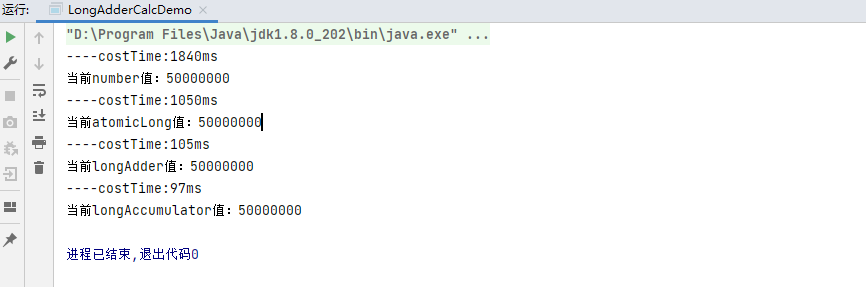 运行: LongAdderCalcDemo
"D:\Program Files\Java\jdk1.8.0_202\bin\java.exe" ...
----costTime:1840ms
当前number值：50000000
----costTime:1050ms
当前atomicLong值：50000000
----costTime:105ms
当前longAdder值：50000000
----costTime:97ms
当前longAccumulator值：50000000
进程已结束,退出代码0